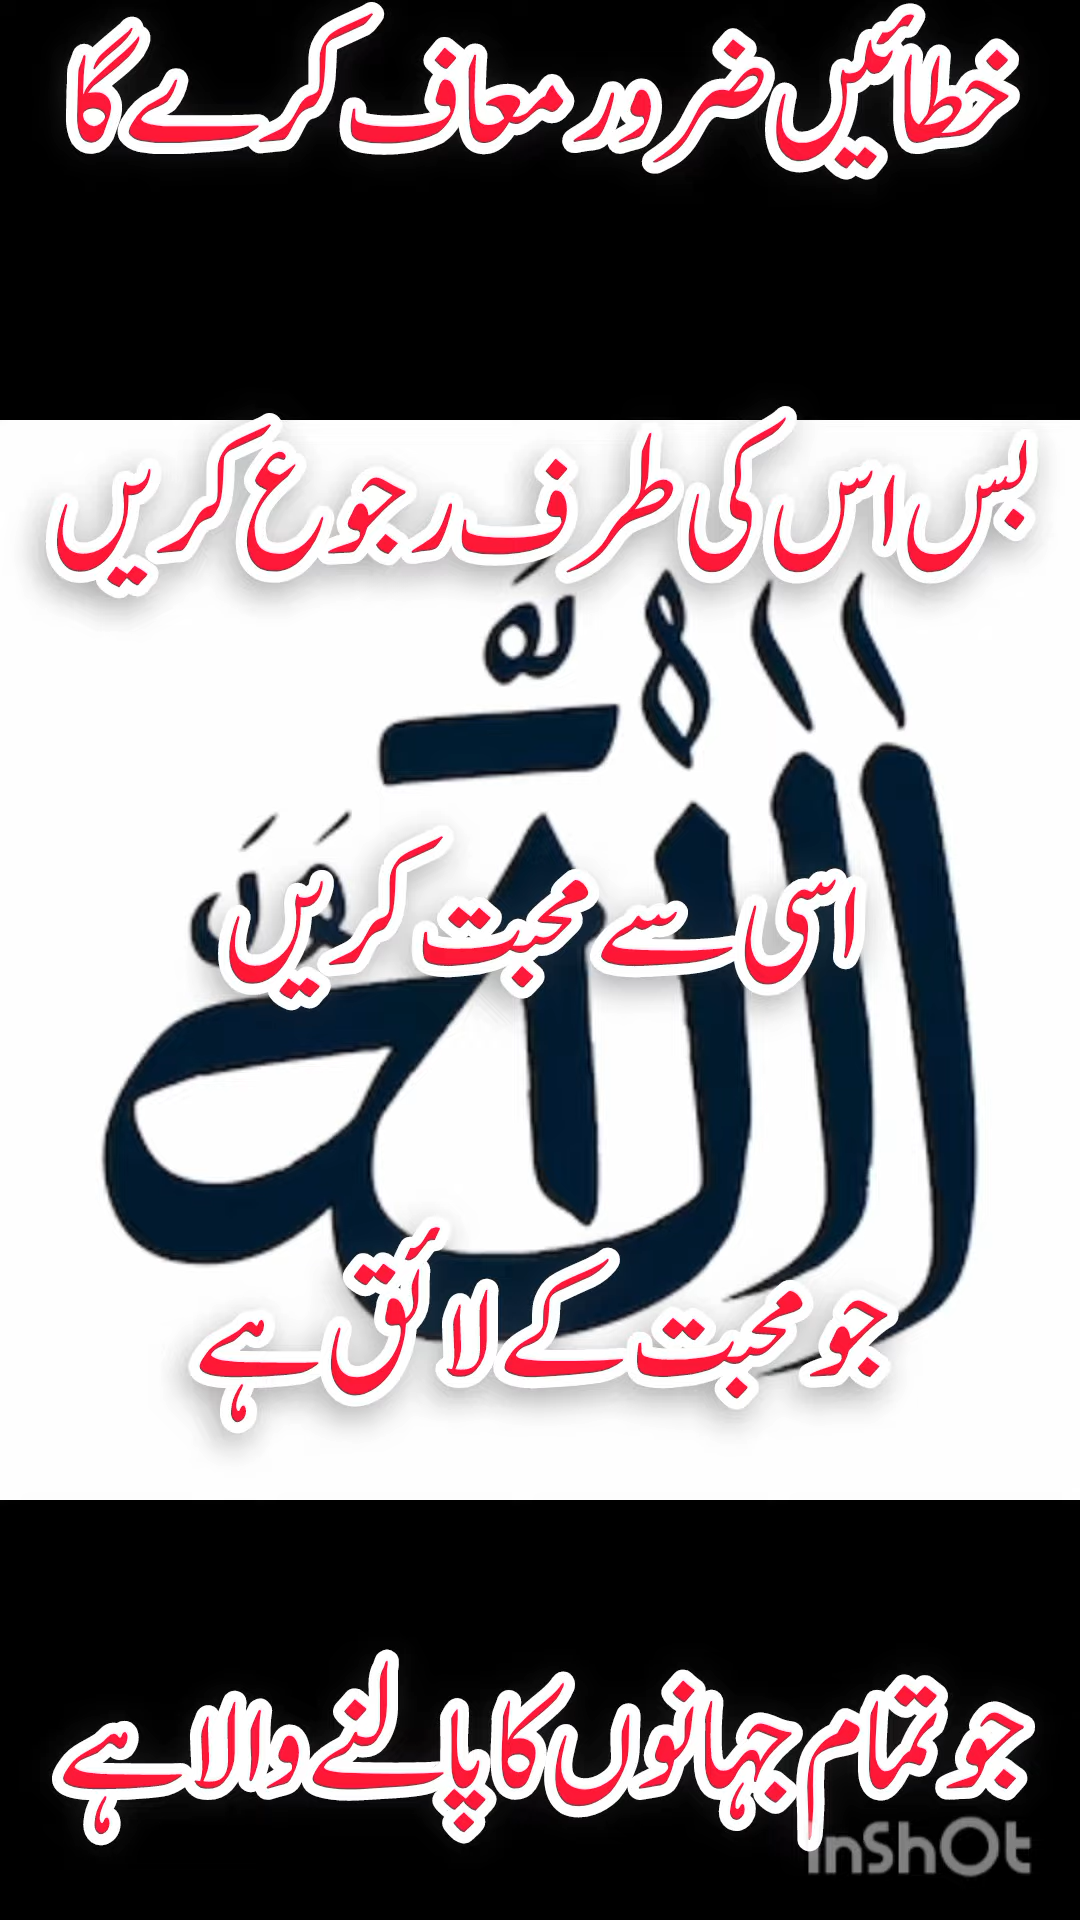 خطائیں ضرور معاف کرے گا
بس اس کی طرف رجوع کریں
اللہ
اسی سے محبت کریں
جو محبت کے لائق ہے
جو تمام جہانوں کا پالنے والا ہے
InShOt